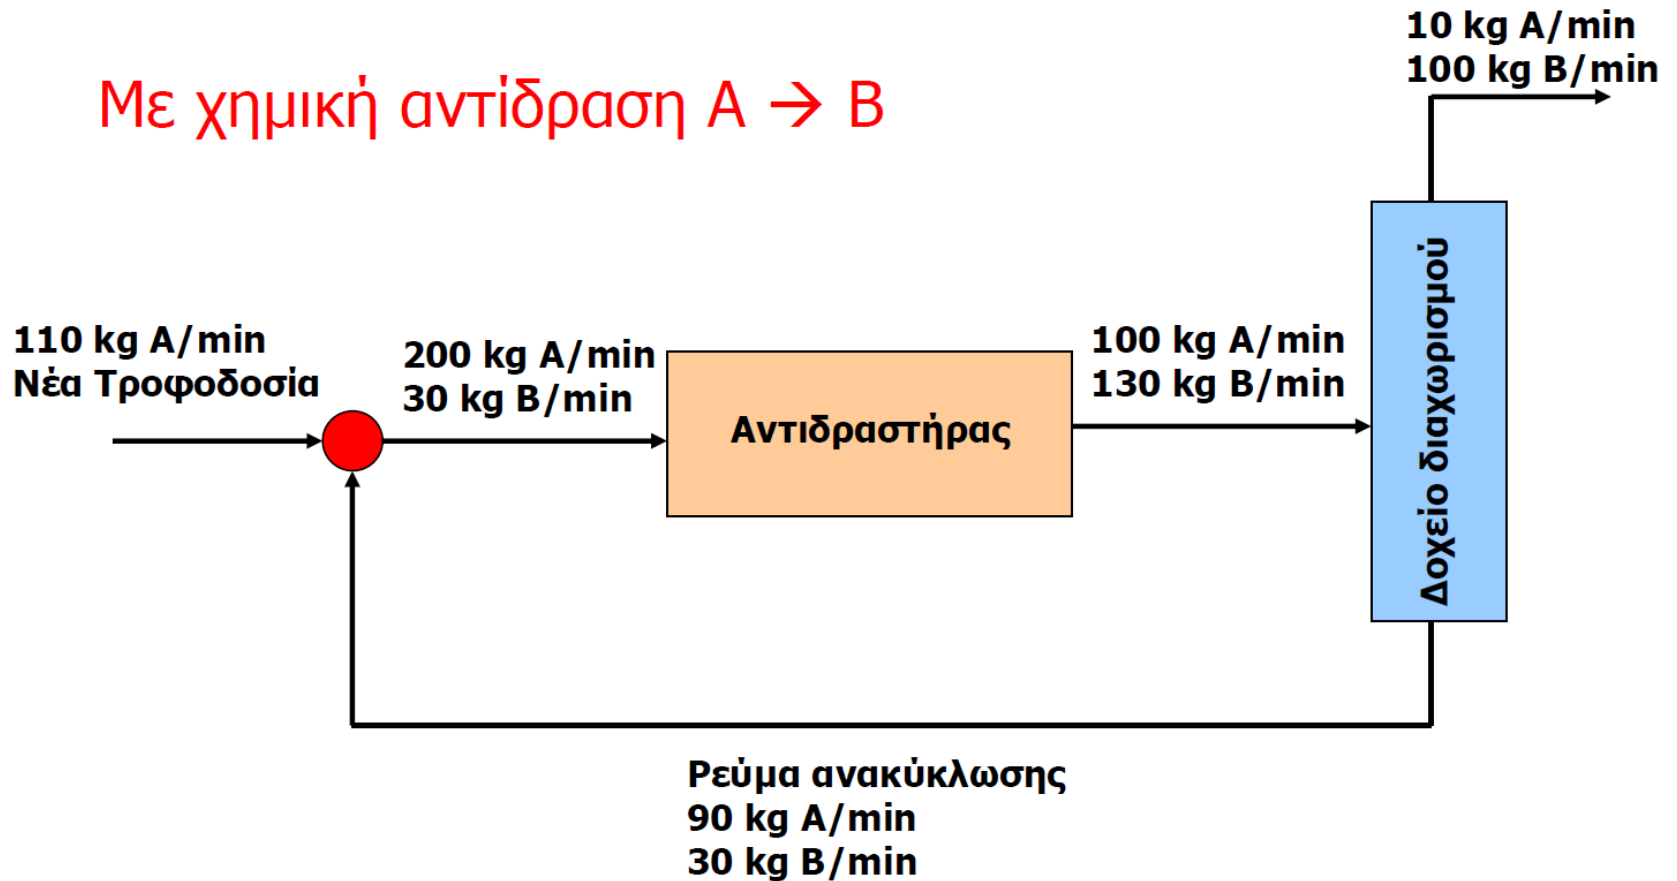 10 kg A/min
100 kg B/min
Με χημική αντίδραση Α → Β
110 kg A/min
Νέα Τροφοδοσία
200 kg A/min
30 kg B/min
Αντιδραστήρας
100 kg A/min
130 kg B/min
Δοχείο διαχωρισμού
Ρεύμα ανακύκλωσης
90 kg A/min
30 kg B/min